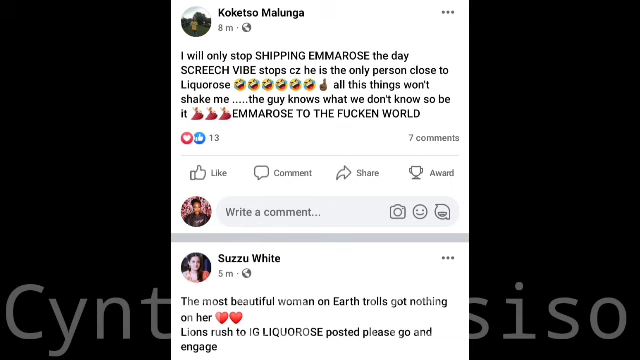 Koketso Malunga
8 m ·
I will only stop SHIPPING EMMAROSE the day
SCREECH VIBE stops cz he is the only person close to
Liquorose 🤣🤣🤣🤣🤣🤣☝🏾 all this things won't
shake me .....the guy knows what we don't know so be
it 💃💃💃EMMAROSE TO THE FUCKEN WORLD
13
7 comments
Like Comment Share Award
Write a comment...
Suzzu White
5 m ·
The most beautiful woman on Earth trolls got nothing
on her ❤️❤️
Lions rush to IG LIQUOROSE posted please go and
engage